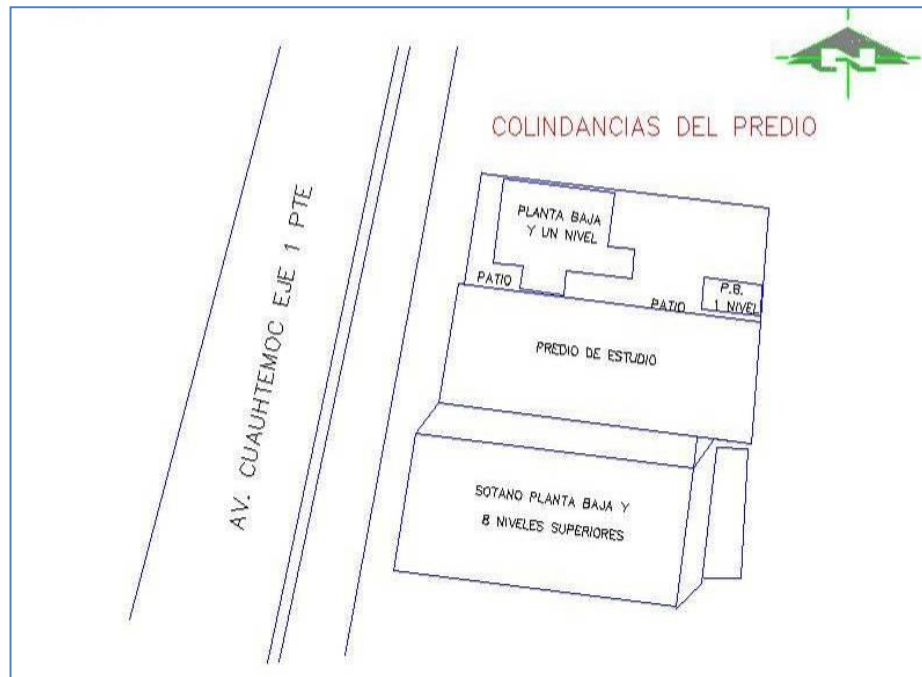 N
COLINDANCIAS DEL PREDIO
AV. CUAUHTEMOC EJE 1 PTE
PLANTA BAJA
Y UN NIVEL
PATIO
P.B.
1 NIVEL
PATIO
PREDIO DE ESTUDIO
SOTANO PLANTA BAJA Y
8 NIVELES SUPERIORES